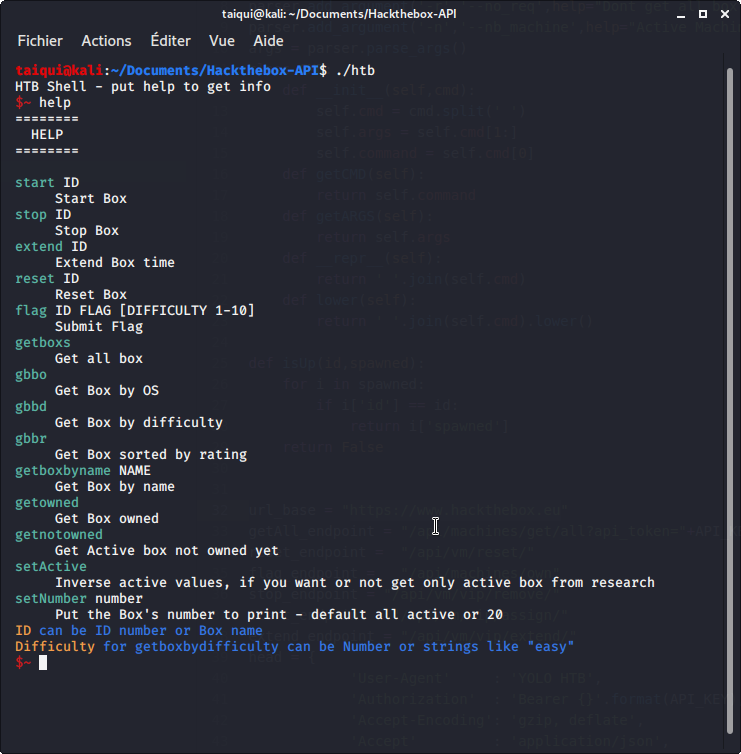 taiqui@kali: ~/Documents/Hackthebox-API
Fichier Actions Éditer Vue Aide
taiqui@kali:~/Documents/Hackthebox-API$ ./htb
HTB Shell - put help to get info
$~ help
========
HELP
========
start ID
Start Box
stop ID
Stop Box
extend ID
Extend Box time
reset ID
Reset Box
flag ID FLAG [DIFFICULTY 1-10]
Submit Flag
getboxs
Get all box
gbbo
Get Box by OS
gbbd
Get Box by difficulty
gbbr
Get Box sorted by rating
getboxbyname NAME
Get Box by name
getowned
Get Box owned
getnotowned
Get Active box not owned yet
setActive
Inverse active values, if you want or not get only active box from research
setNumber number
Put the Box's number to print - default all active or 20
ID can be ID number or Box name
Difficulty for getboxbydifficulty can be Number or strings like "easy"
$~